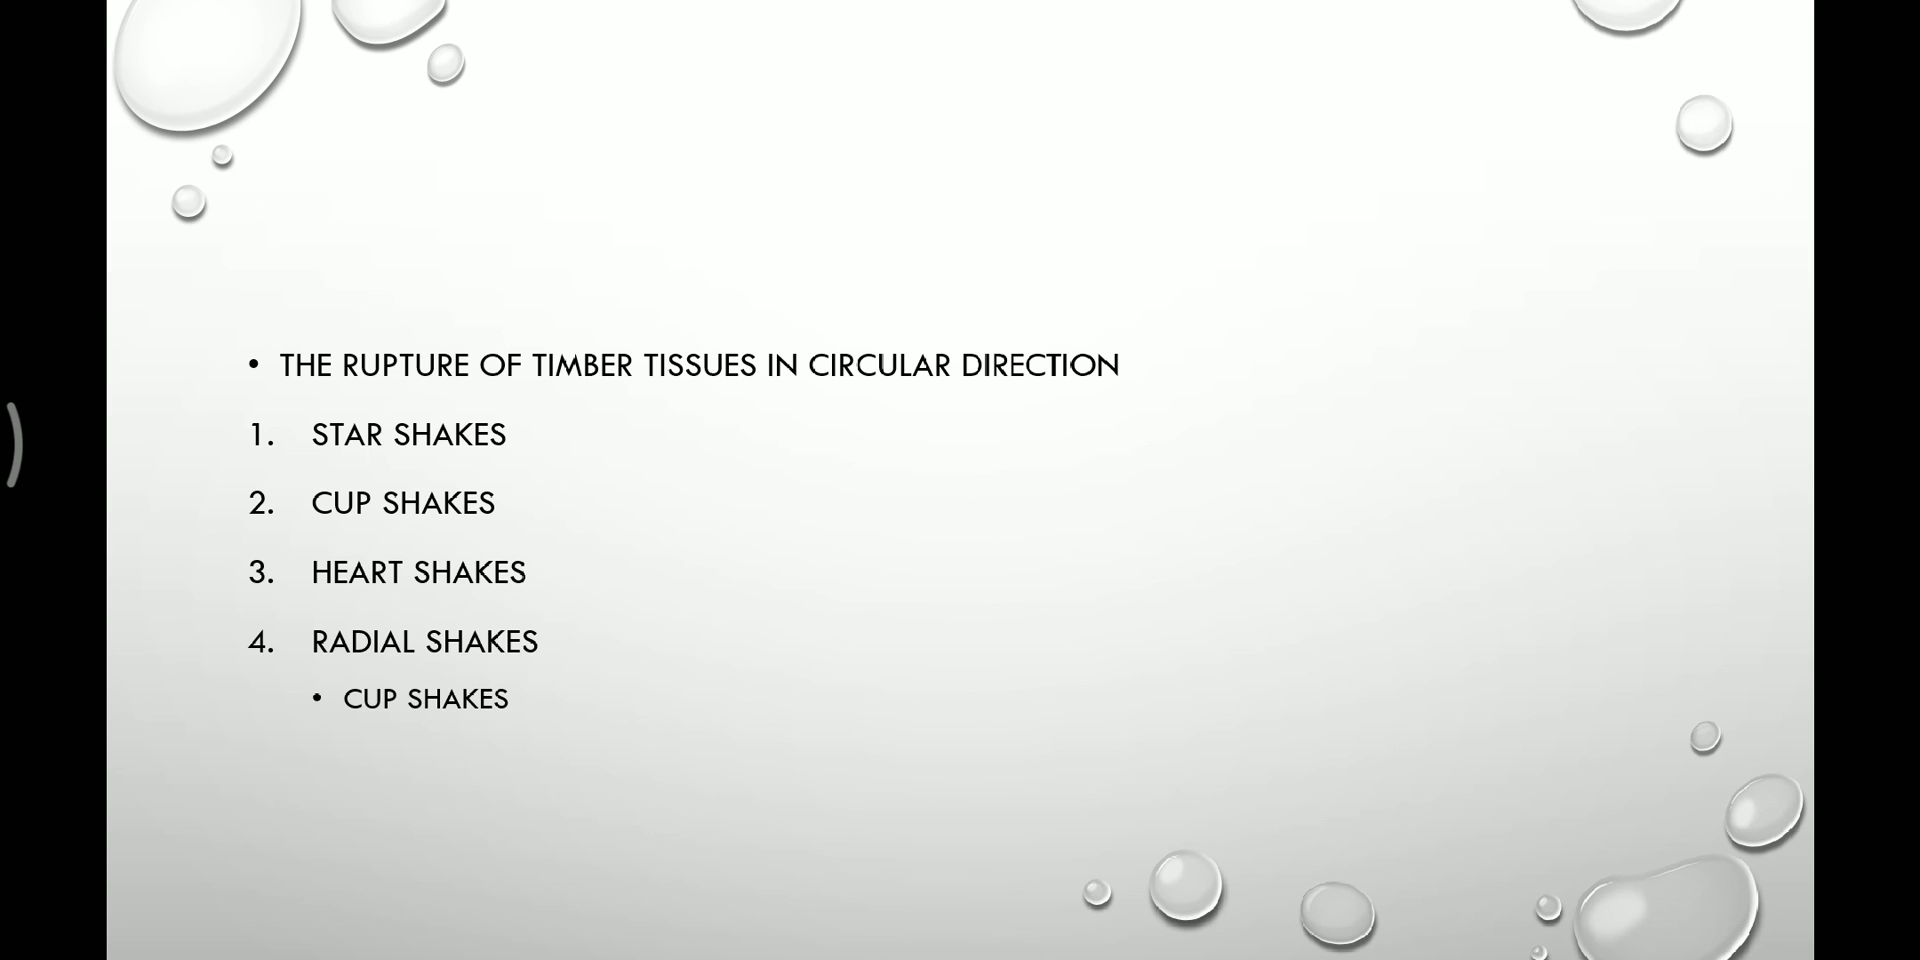 • THE RUPTURE OF TIMBER TISSUES IN CIRCULAR DIRECTION
1. STAR SHAKES
2. CUP SHAKES
3. HEART SHAKES
4. RADIAL SHAKES
• CUP SHAKES